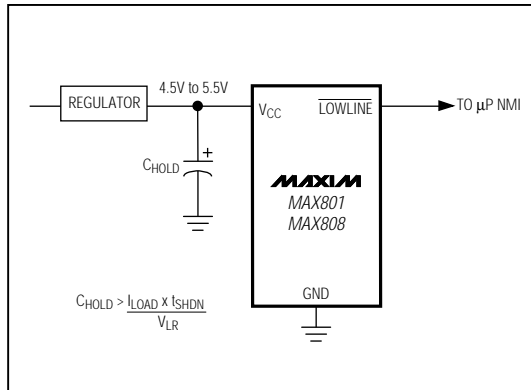 REGULATOR
4.5V to 5.5V
VCC
LOWLINE
TO µP NMI
CHOLD
+
MAXIM
MAX801
MAX808
GND
CHOLD > ILOAD x tSHDN
VLR